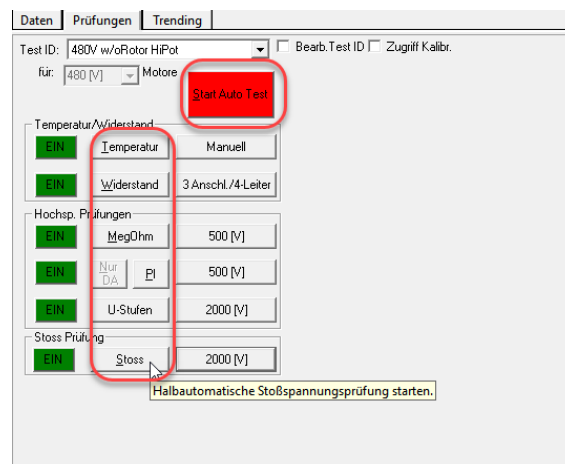 Daten Prüfungen Trending
Test ID: 480V w/oRotor HiPot Bearb.Test ID Zugriff Kalibr.
für: 480 [V] Motore
Start Auto Test
Temperatur/Widerstand
EIN Temperatur Manuell
EIN Widerstand 3 Anschl./4-Leiter
Hochsp. Prüfungen
EIN MegOhm 500 [V]
EIN Nur DA PI 500 [V]
EIN U-Stufen 2000 [V]
Stoss Prüfung
EIN Stoss 2000 [V]
Halbautomatische Stoßspannungsprüfung starten.